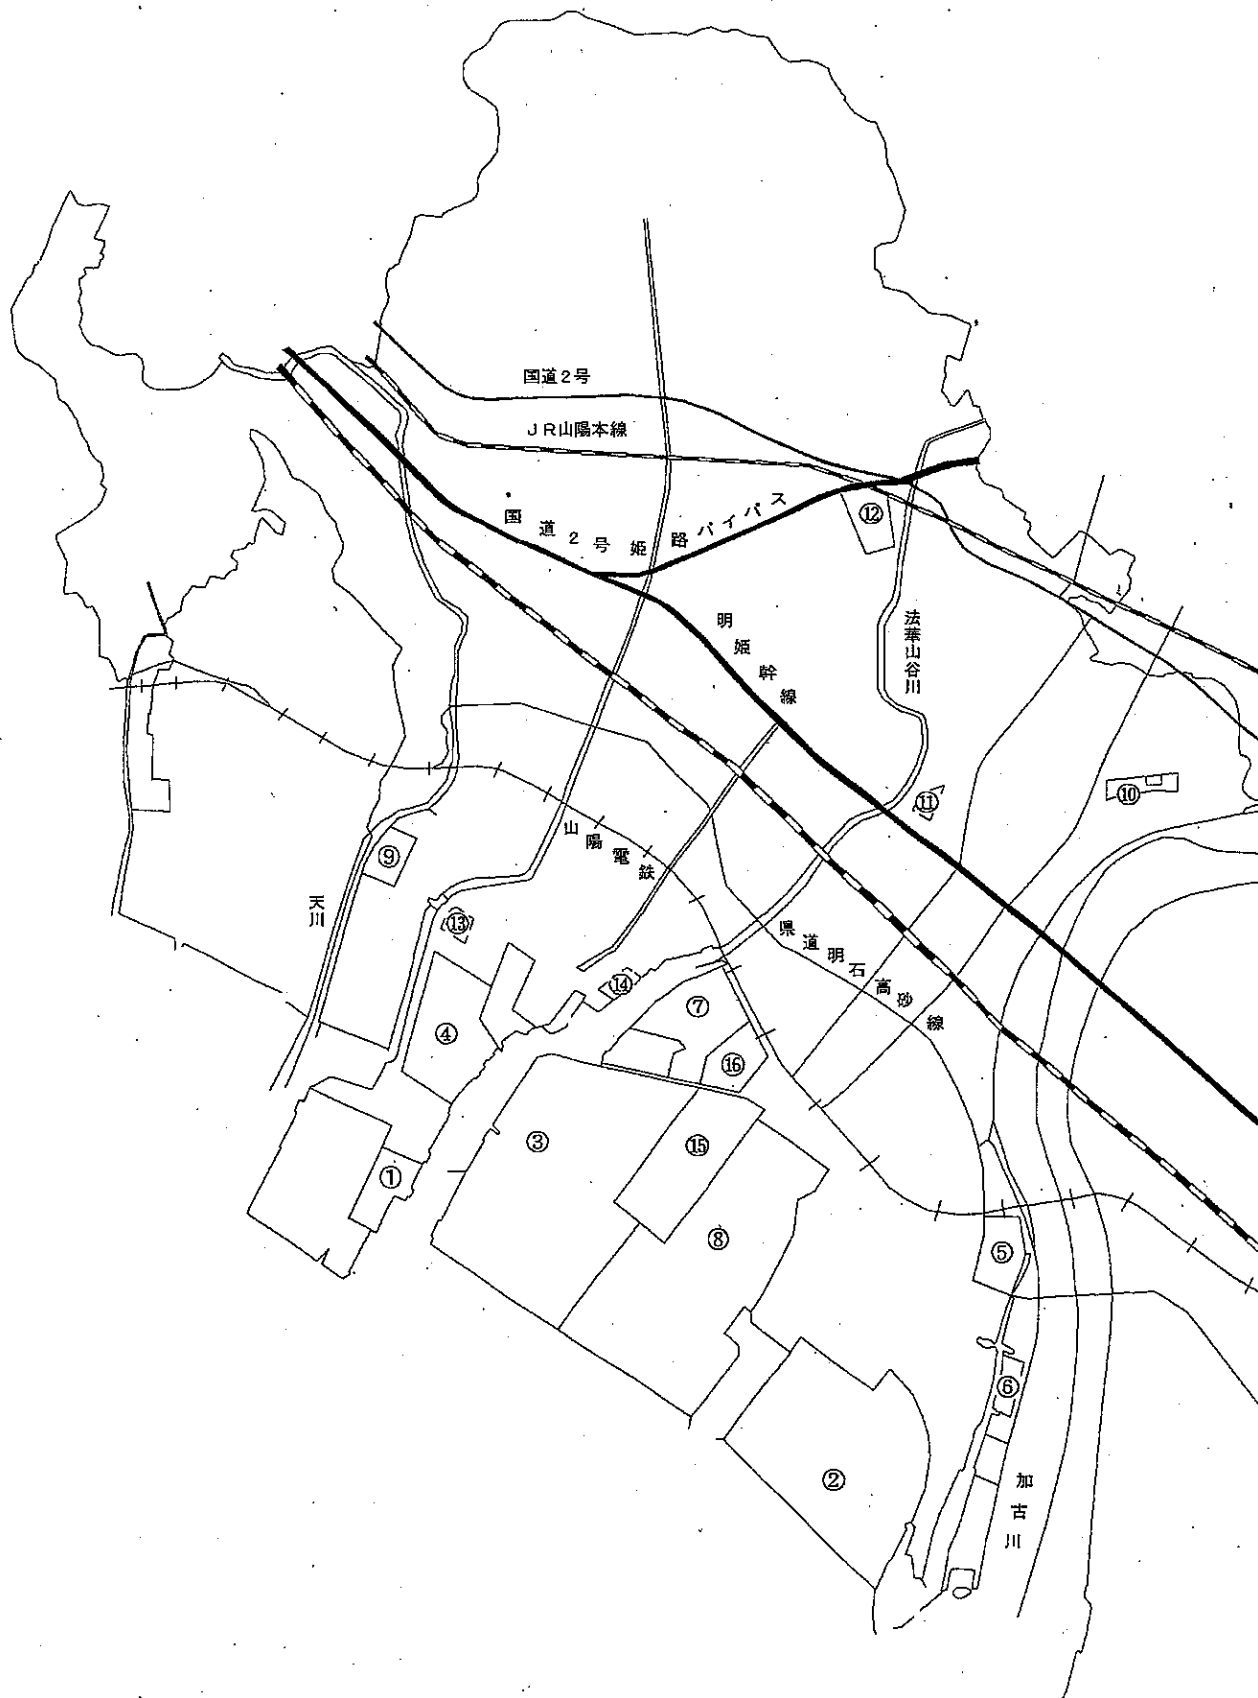 国道2号
JR山陽本線
国道2号姫路バイパス
⑫
明姫幹線
法華山谷川
⑪
⑩
山陽電鉄
⑨
天川
⑬
県道明石高砂線
⑭
⑦
④
⑯
③
⑮
①
⑧
⑤
⑥
②
加古川